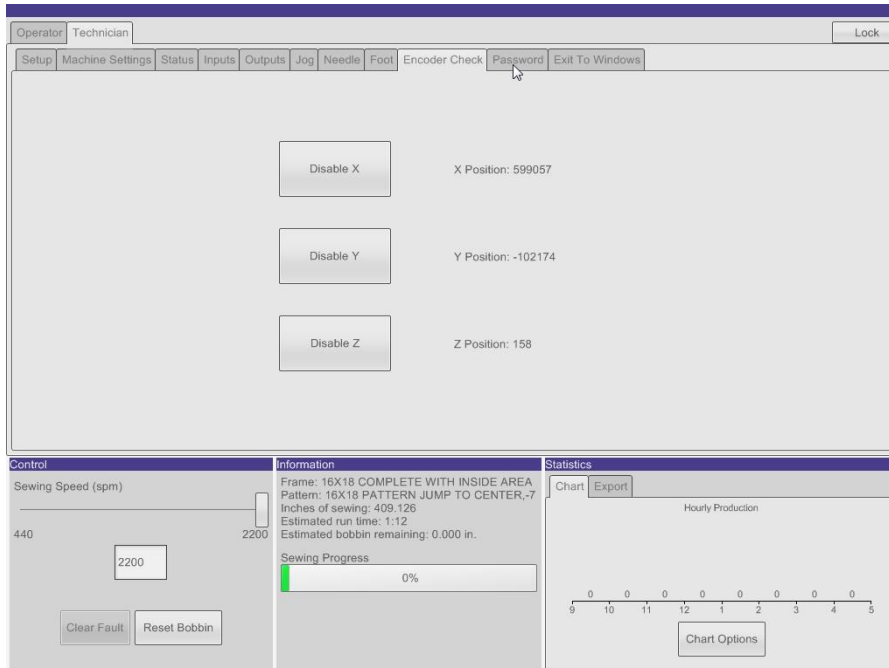 Operator Technician Lock
Setup Machine Settings Status Inputs Outputs Jog Needle Foot Encoder Check Password Exit To Windows
Disable X X Position: 599057
Disable Y Y Position: -102174
Disable Z Z Position: 158
Control
Sewing Speed (spm)
440 2200
2200
Clear Fault Reset Bobbin
Information
Frame: 16X18 COMPLETE WITH INSIDE AREA
Pattern: 16X18 PATTERN JUMP TO CENTER,-7
Inches of sewing: 409.126
Estimated run time: 1:12
Estimated bobbin remaining: 0.000 in.
Sewing Progress
0%
Statistics
Chart Export
Hourly Production
0 0 0 0 0 0 0 0
9 10 11 12 1 2 3 4 5
Chart Options